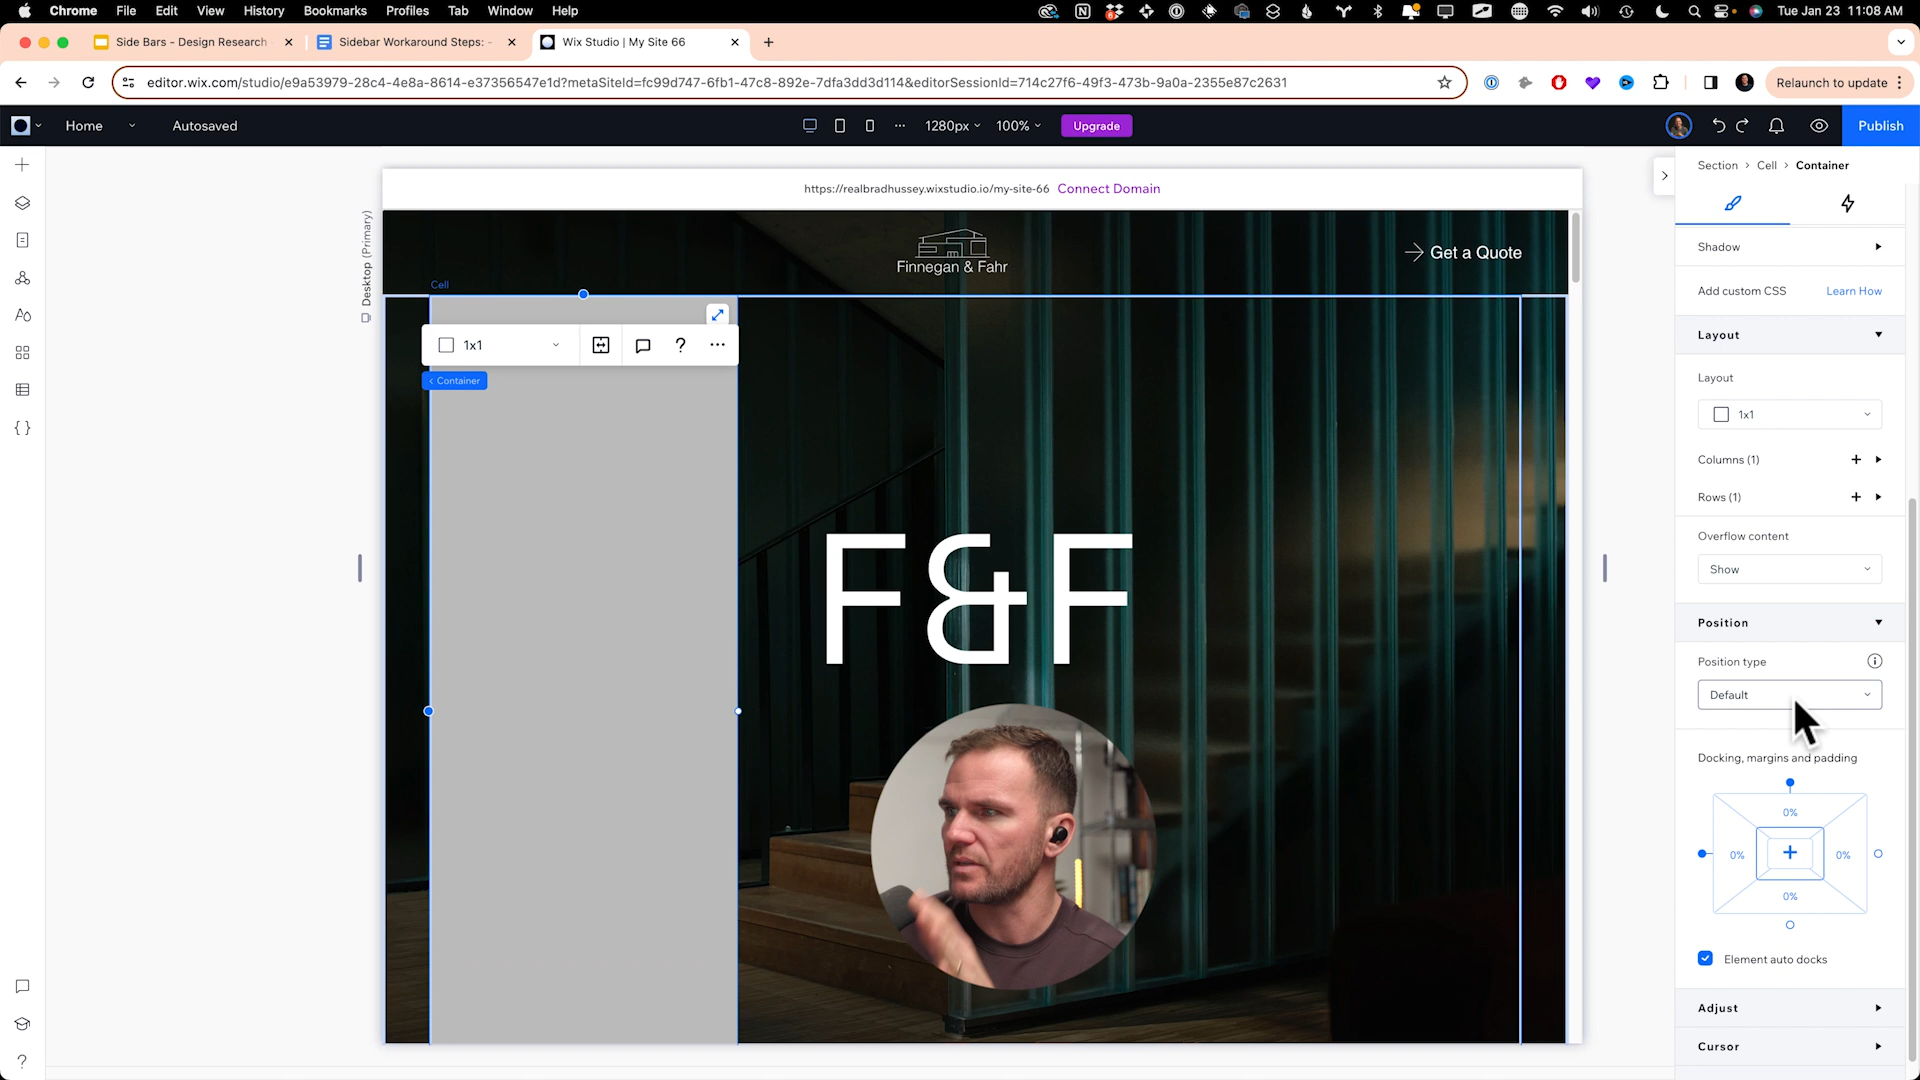 Chrome File Edit View History Bookmarks Profiles Tab Window Help
Tue Jan 23 11:08 AM
Side Bars - Design Research
Sidebar Workaround Steps: -
Wix Studio | My Site 66
editor.wix.com/studio/e9a53979-28c4-4e8a-8614-e37356547e1d?metaSiteId=fc99d747-6fb1-47c8-892e-7dfa3dd3d114&editorSessionId=714c27f6-49f3-473b-9a0a-2355e87c2631
Relaunch to update
Home
Autosaved
1280px
100%
Upgrade
Publish
Section > Cell > Container
https://realbradhussey.wixstudio.io/my-site-66 Connect Domain
Desktop (Primary)
Finnegan & Fahr
Get a Quote
Cell
1x1
?
< Container
F&F
Shadow
Add custom CSS
Learn How
Layout
Layout
1x1
Columns (1)
Rows (1)
Overflow content
Show
Position
Position type
Default
Docking, margins and padding
0%
0%
0%
0%
Element auto docks
Adjust
Cursor